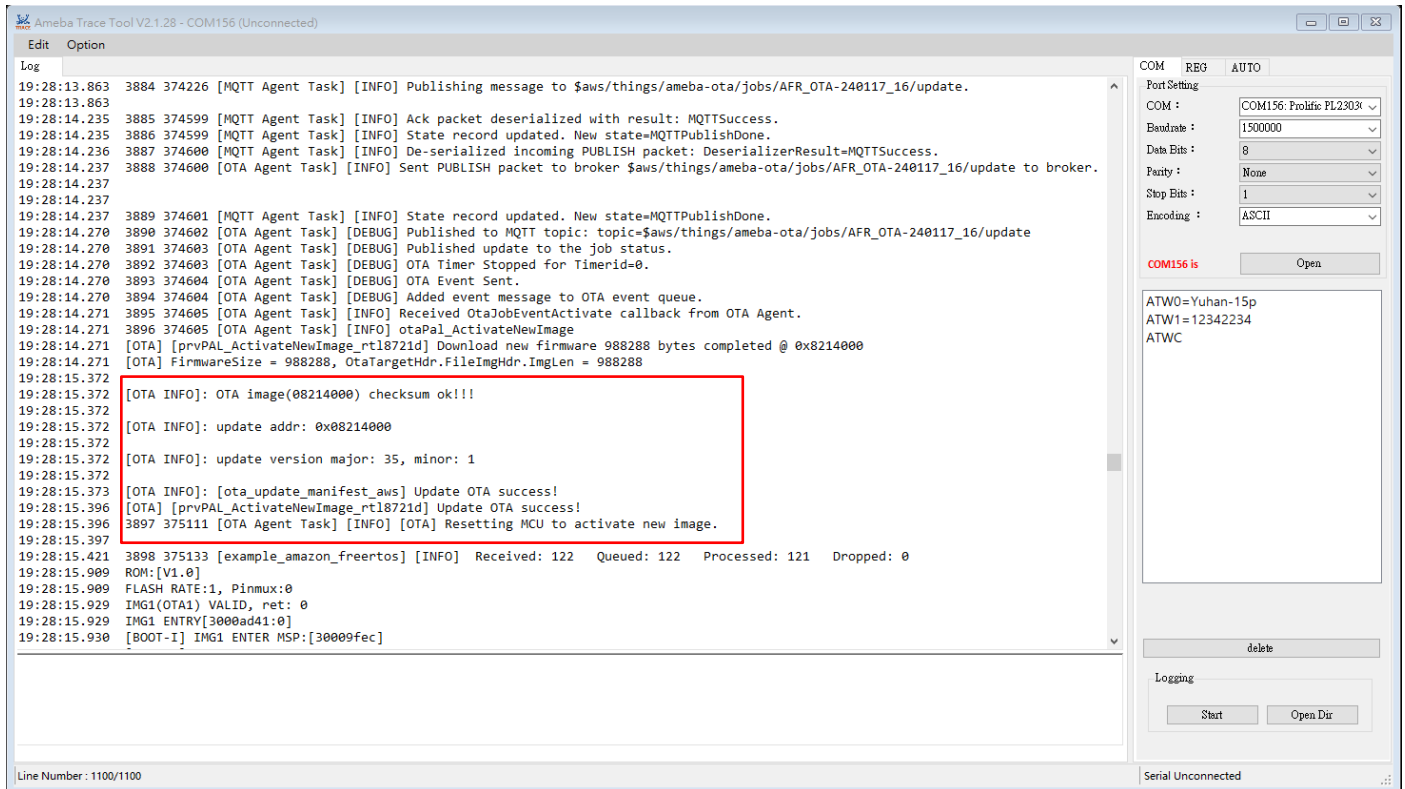 Ameba Trace Tool V2.1.28 - COM156 (Unconnected)
Edit Option
Log
19:28:13.863 3884 374226 [MQTT Agent Task] [INFO] Publishing message to $aws/things/ameba-ota/jobs/AFR_OTA-240117_16/update.
19:28:13.863
19:28:14.235 3885 374599 [MQTT Agent Task] [INFO] Ack packet deserialized with result: MQTTSuccess.
19:28:14.235 3886 374599 [MQTT Agent Task] [INFO] State record updated. New state=MQTTPublishDone.
19:28:14.236 3887 374600 [MQTT Agent Task] [INFO] De-serialized incoming PUBLISH packet: DeserializerResult=MQTTSuccess.
19:28:14.237 3888 374600 [OTA Agent Task] [INFO] Sent PUBLISH packet to broker $aws/things/ameba-ota/jobs/AFR_OTA-240117_16/update to broker.
19:28:14.237
19:28:14.237
19:28:14.237 3889 374601 [MQTT Agent Task] [INFO] State record updated. New state=MQTTPublishDone.
19:28:14.270 3890 374602 [OTA Agent Task] [DEBUG] Published to MQTT topic: topic=$aws/things/ameba-ota/jobs/AFR_OTA-240117_16/update
19:28:14.270 3891 374603 [OTA Agent Task] [DEBUG] Published update to the job status.
19:28:14.270 3892 374603 [OTA Agent Task] [DEBUG] OTA Timer Stopped for Timerid=0.
19:28:14.270 3893 374604 [OTA Agent Task] [DEBUG] OTA Event Sent.
19:28:14.270 3894 374604 [OTA Agent Task] [DEBUG] Added event message to OTA event queue.
19:28:14.271 3895 374605 [OTA Agent Task] [INFO] Received OtaJobEventActivate callback from OTA Agent.
19:28:14.271 3896 374605 [OTA Agent Task] [INFO] otaPal_ActivateNewImage
19:28:14.271 [OTA] [prvPAL_ActivateNewImage_rtl8721d] Download new firmware 988288 bytes completed @ 0x8214000
19:28:14.271 [OTA] FirmwareSize = 988288, OtaTargetHdr.FileImgHdr.ImgLen = 988288
19:28:15.372
19:28:15.372 [OTA INFO]: OTA image(08214000) checksum ok!!!
19:28:15.372
19:28:15.372 [OTA INFO]: update addr: 0x08214000
19:28:15.372
19:28:15.372 [OTA INFO]: update version major: 35, minor: 1
19:28:15.372
19:28:15.373 [OTA INFO]: [ota_update_manifest_aws] Update OTA success!
19:28:15.396 [OTA] [prvPAL_ActivateNewImage_rtl8721d] Update OTA success!
19:28:15.396 3897 375111 [OTA Agent Task] [INFO] [OTA] Resetting MCU to activate new image.
19:28:15.397
19:28:15.421 3898 375133 [example_amazon_freertos] [INFO] Received: 122 Queued: 122 Processed: 121 Dropped: 0
19:28:15.909 ROM:[V1.0]
19:28:15.909 FLASH RATE:1, Pinmux:0
19:28:15.929 IMG1(OTA1) VALID, ret: 0
19:28:15.929 IMG1 ENTRY[3000ad41:0]
19:28:15.930 [BOOT-I] IMG1 ENTER MSP:[30009fec]
Line Number : 1100/1100
COM REG AUTO
Port Setting
COM : COM156: Prolific PL2303(
Baudrate : 1500000
Data Bits : 8
Parity : None
Stop Bits : 1
Encoding : ASCII
COM156 is Open
ATW0=Yuhan-15p
ATW1=12342234
ATWC
delete
Logging
Start Open Dir
Serial Unconnected